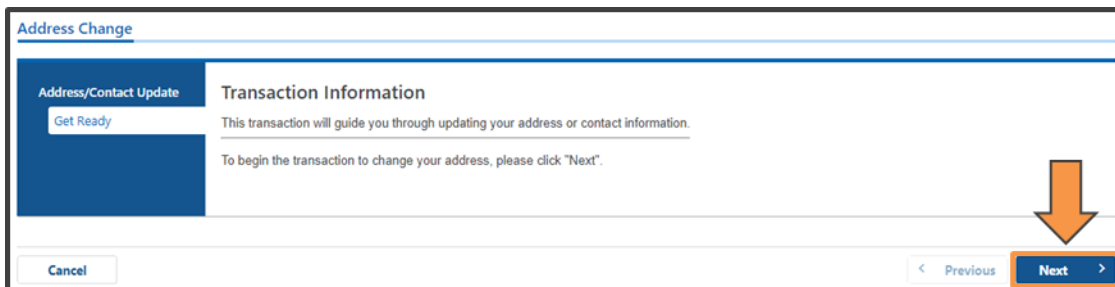 Address Change
Address/Contact Update
Get Ready
Transaction Information
This transaction will guide you through updating your address or contact information.
To begin the transaction to change your address, please click "Next".
Cancel
< Previous
Next >